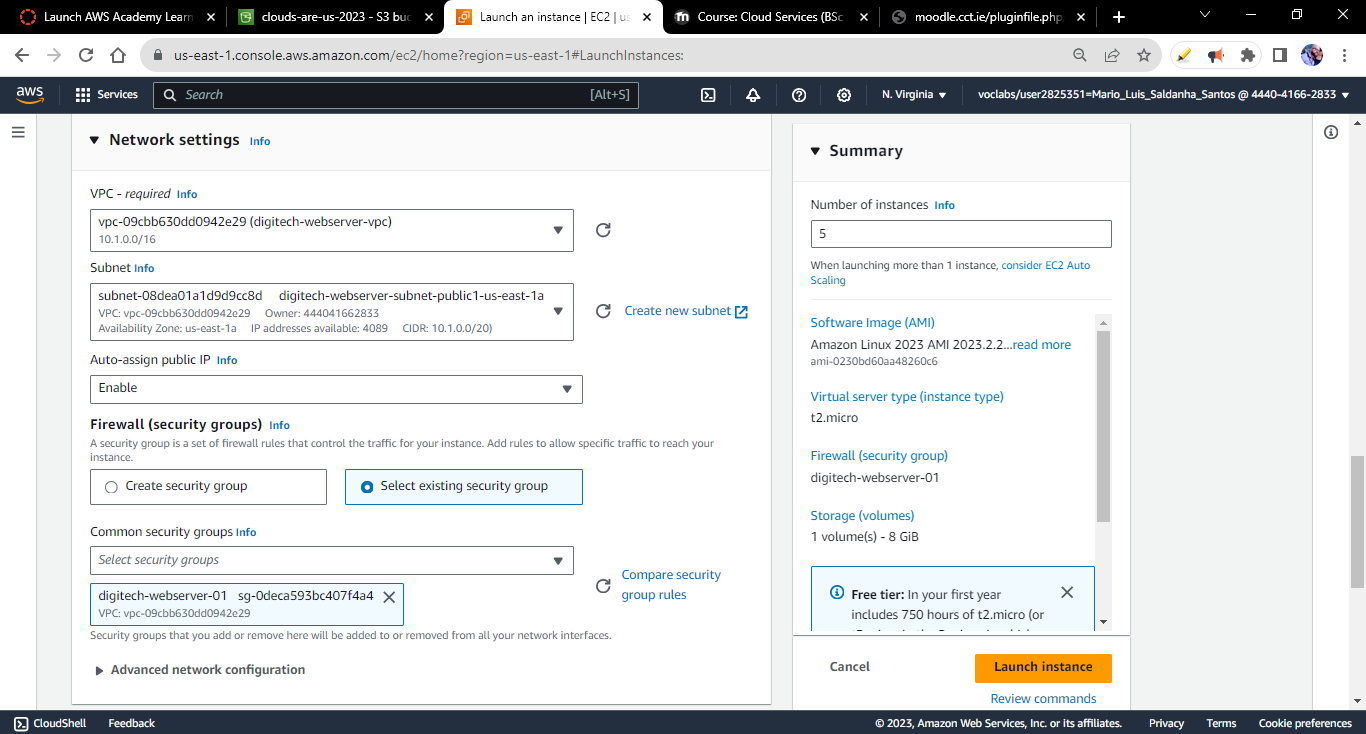 Launch AWS Academy Learn
clouds-are-us-2023 - S3 buc
Launch an instance | EC2 | us
Course: Cloud Services (BSc
moodle.cct.ie/pluginfile.php
us-east-1.console.aws.amazon.com/ec2/home?region=us-east-1#LaunchInstances:
aws
Services
Search
[Alt+S]
N. Virginia
voclabs/user2825351=Mario_Luis_Saldanha_Santos @ 4440-4166-2833
Network settings Info
VPC - required Info
vpc-09cbb630dd0942e29 (digitech-webserver-vpc)
10.1.0.0/16
Subnet Info
subnet-08dea01a1d9d9cc8d digitech-webserver-subnet-public1-us-east-1a
VPC: vpc-09cbb630dd0942e29 Owner: 444041662833
Availability Zone: us-east-1a IP addresses available: 4089 CIDR: 10.1.0.0/20)
Create new subnet
Auto-assign public IP Info
Enable
Firewall (security groups) Info
A security group is a set of firewall rules that control the traffic for your instance. Add rules to allow specific traffic to reach your
instance.
Create security group
Select existing security group
Common security groups Info
Select security groups
digitech-webserver-01 sg-0deca593bc407f4a4
VPC: vpc-09cbb630dd0942e29
Compare security
group rules
Security groups that you add or remove here will be added to or removed from all your network interfaces.
Advanced network configuration
Summary
Number of instances Info
5
When launching more than 1 instance, consider EC2 Auto
Scaling
Software Image (AMI)
Amazon Linux 2023 AMI 2023.2.2...read more
ami-0230bd60aa48260c6
Virtual server type (instance type)
t2.micro
Firewall (security group)
digitech-webserver-01
Storage (volumes)
1 volume(s) - 8 GiB
Free tier: In your first year
includes 750 hours of t2.micro (or
Cancel
Launch instance
Review commands
CloudShell
Feedback
© 2023, Amazon Web Services, Inc. or its affiliates.
Privacy
Terms
Cookie preferences